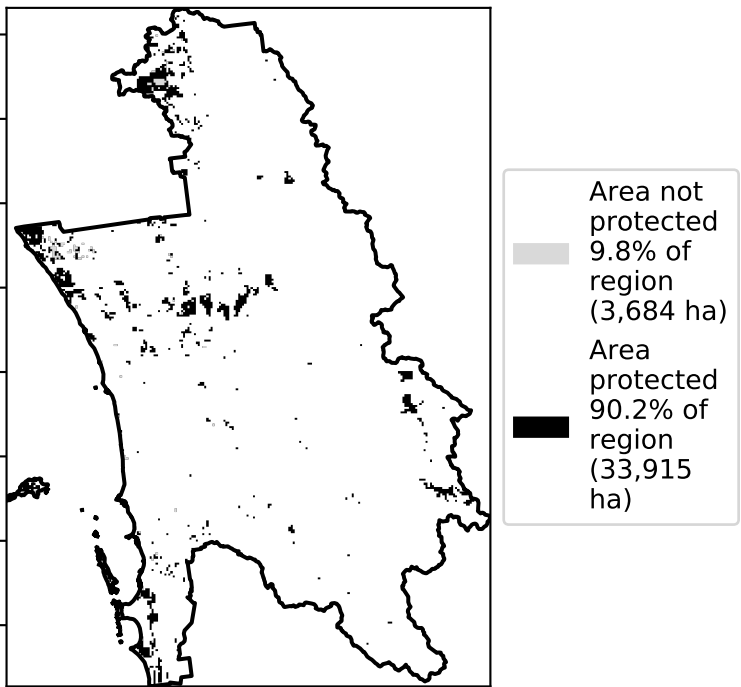 Area not
protected
9.8% of
region
(3,684 ha)
Area
protected
90.2% of
region
(33,915
ha)